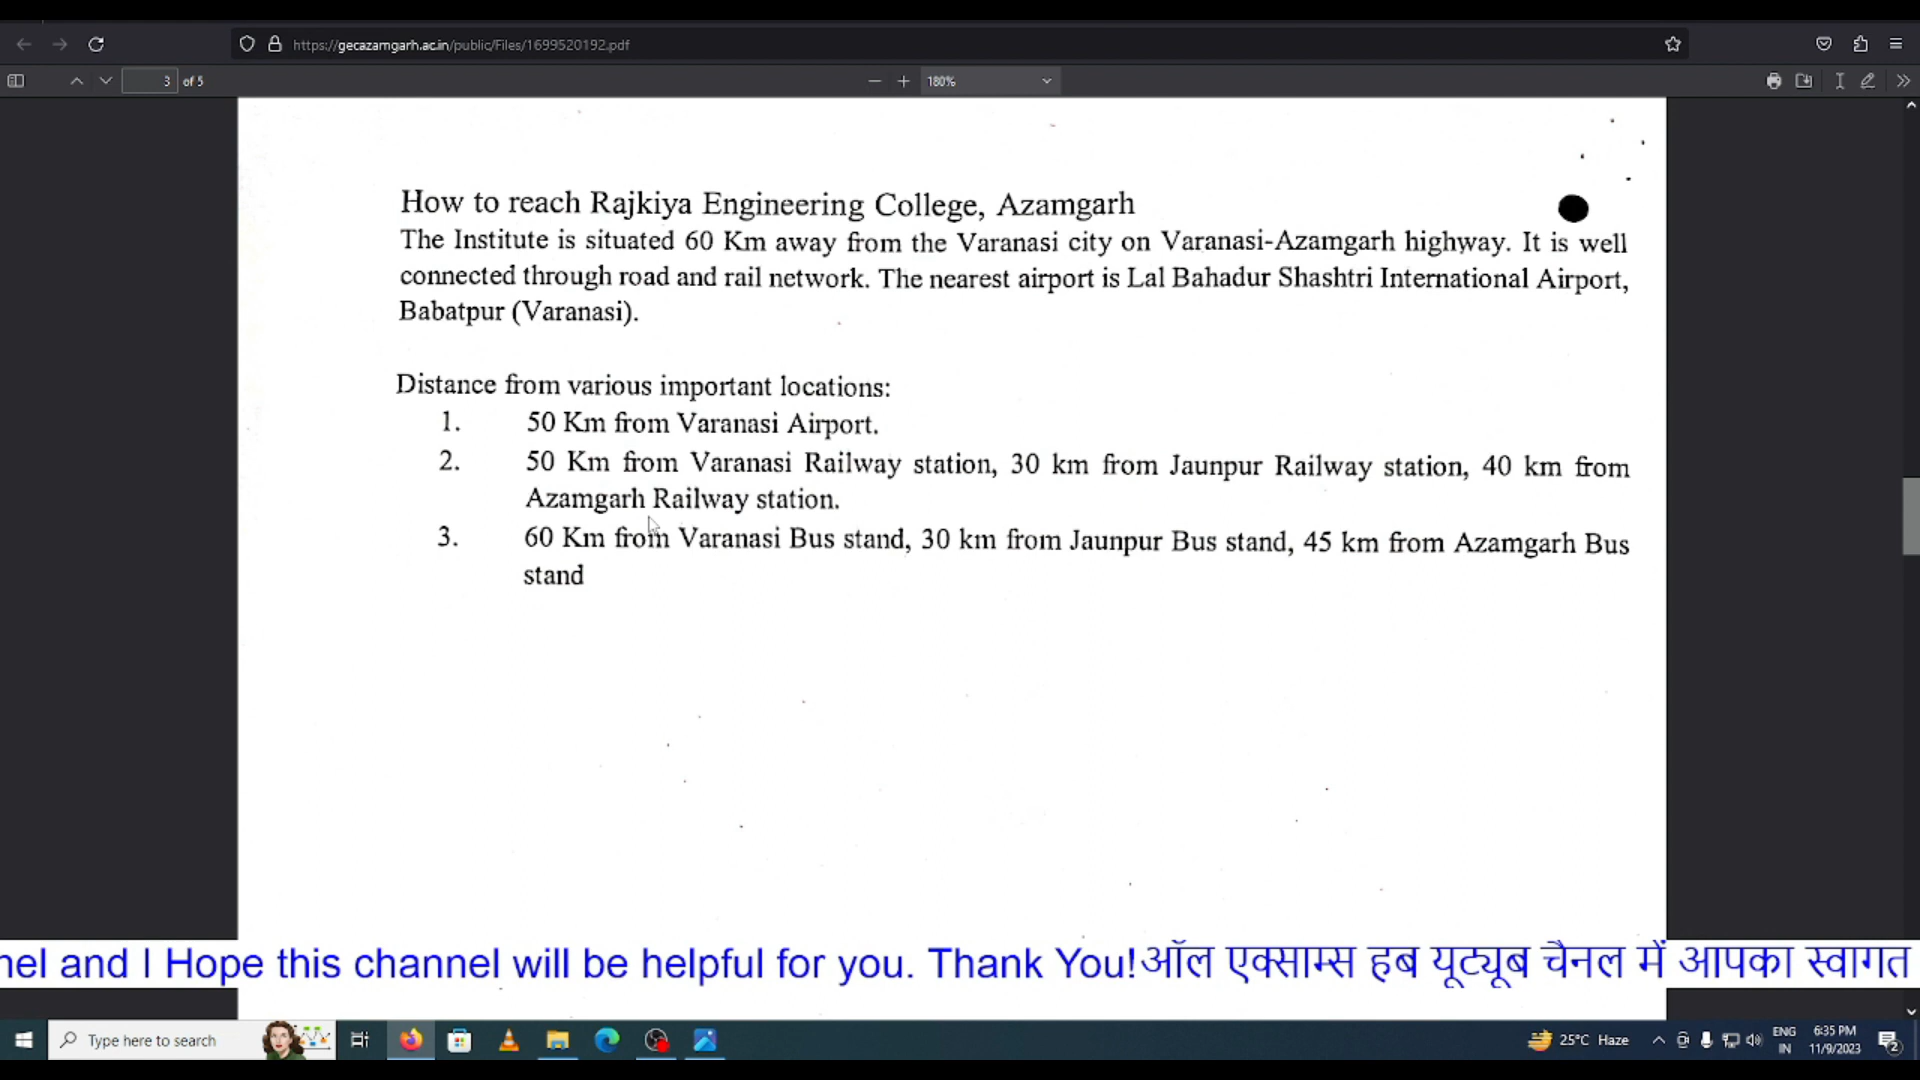 https://gecazamgarh.ac.in/public/Files/1699520192.pdf
3 of 5
180%
How to reach Rajkiya Engineering College, Azamgarh
The Institute is situated 60 Km away from the Varanasi city on Varanasi-Azamgarh highway. It is well
connected through road and rail network. The nearest airport is Lal Bahadur Shashtri International Airport,
Babatpur (Varanasi).
Distance from various important locations:
1. 50 Km from Varanasi Airport.
2. 50 Km from Varanasi Railway station, 30 km from Jaunpur Railway station, 40 km from
Azamgarh Railway station.
3. 60 Km from Varanasi Bus stand, 30 km from Jaunpur Bus stand, 45 km from Azamgarh Bus
stand
nel and I Hope this channel will be helpful for you. Thank You!ऑल एक्साम्स हब यूट्यूब चैनल में आपका स्वागत
Type here to search
25°C Haze
ENG
IN
6:35 PM
11/9/2023
2